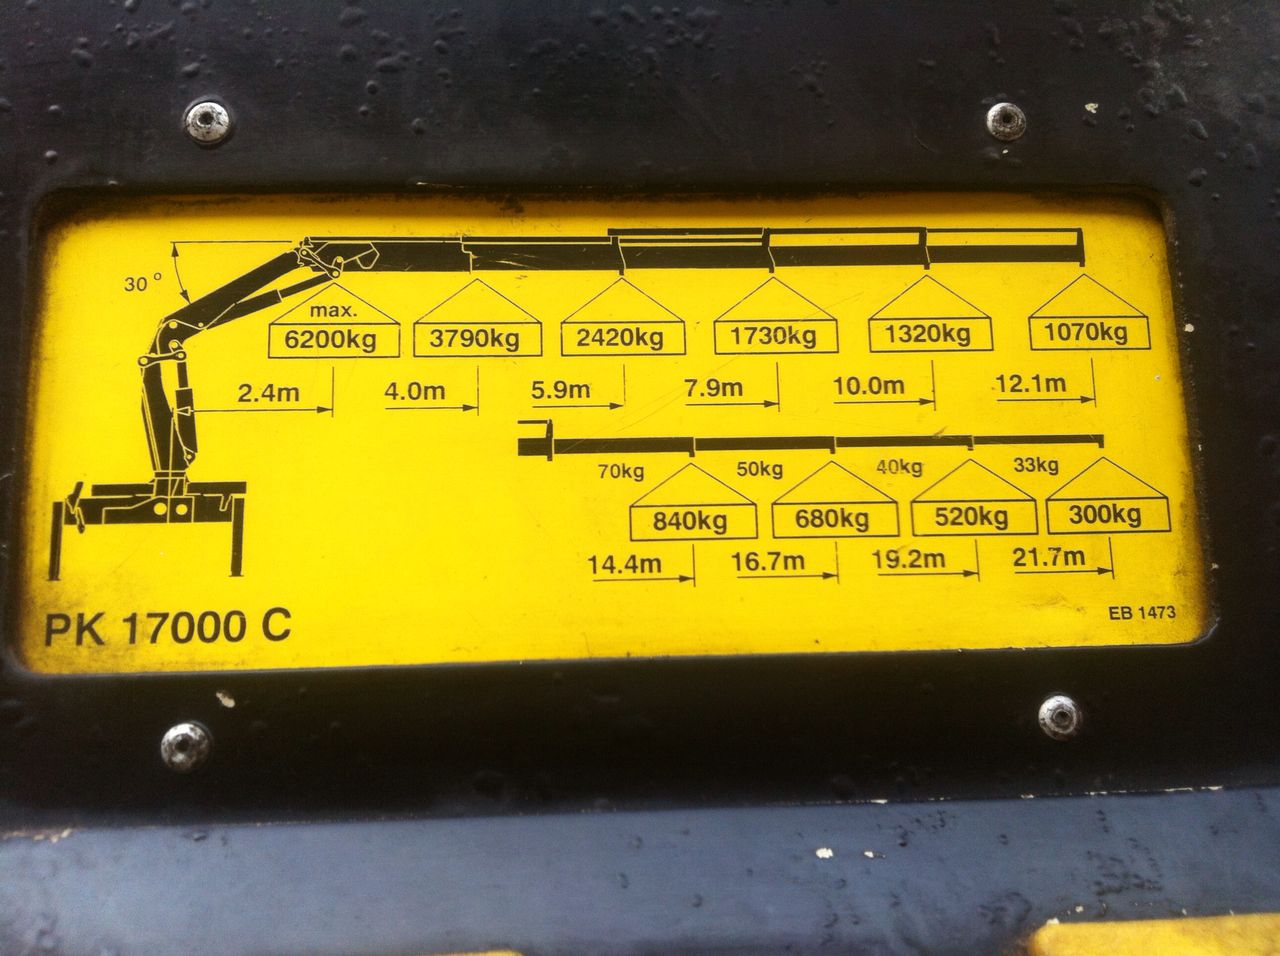 30°
max.
6200kg 3790kg 2420kg 1730kg 1320kg 1070kg
2.4m 4.0m 5.9m 7.9m 10.0m 12.1m
70kg 50kg 40kg 33kg
840kg 680kg 520kg 300kg
14.4m 16.7m 19.2m 21.7m
PK 17000 C
EB 1473